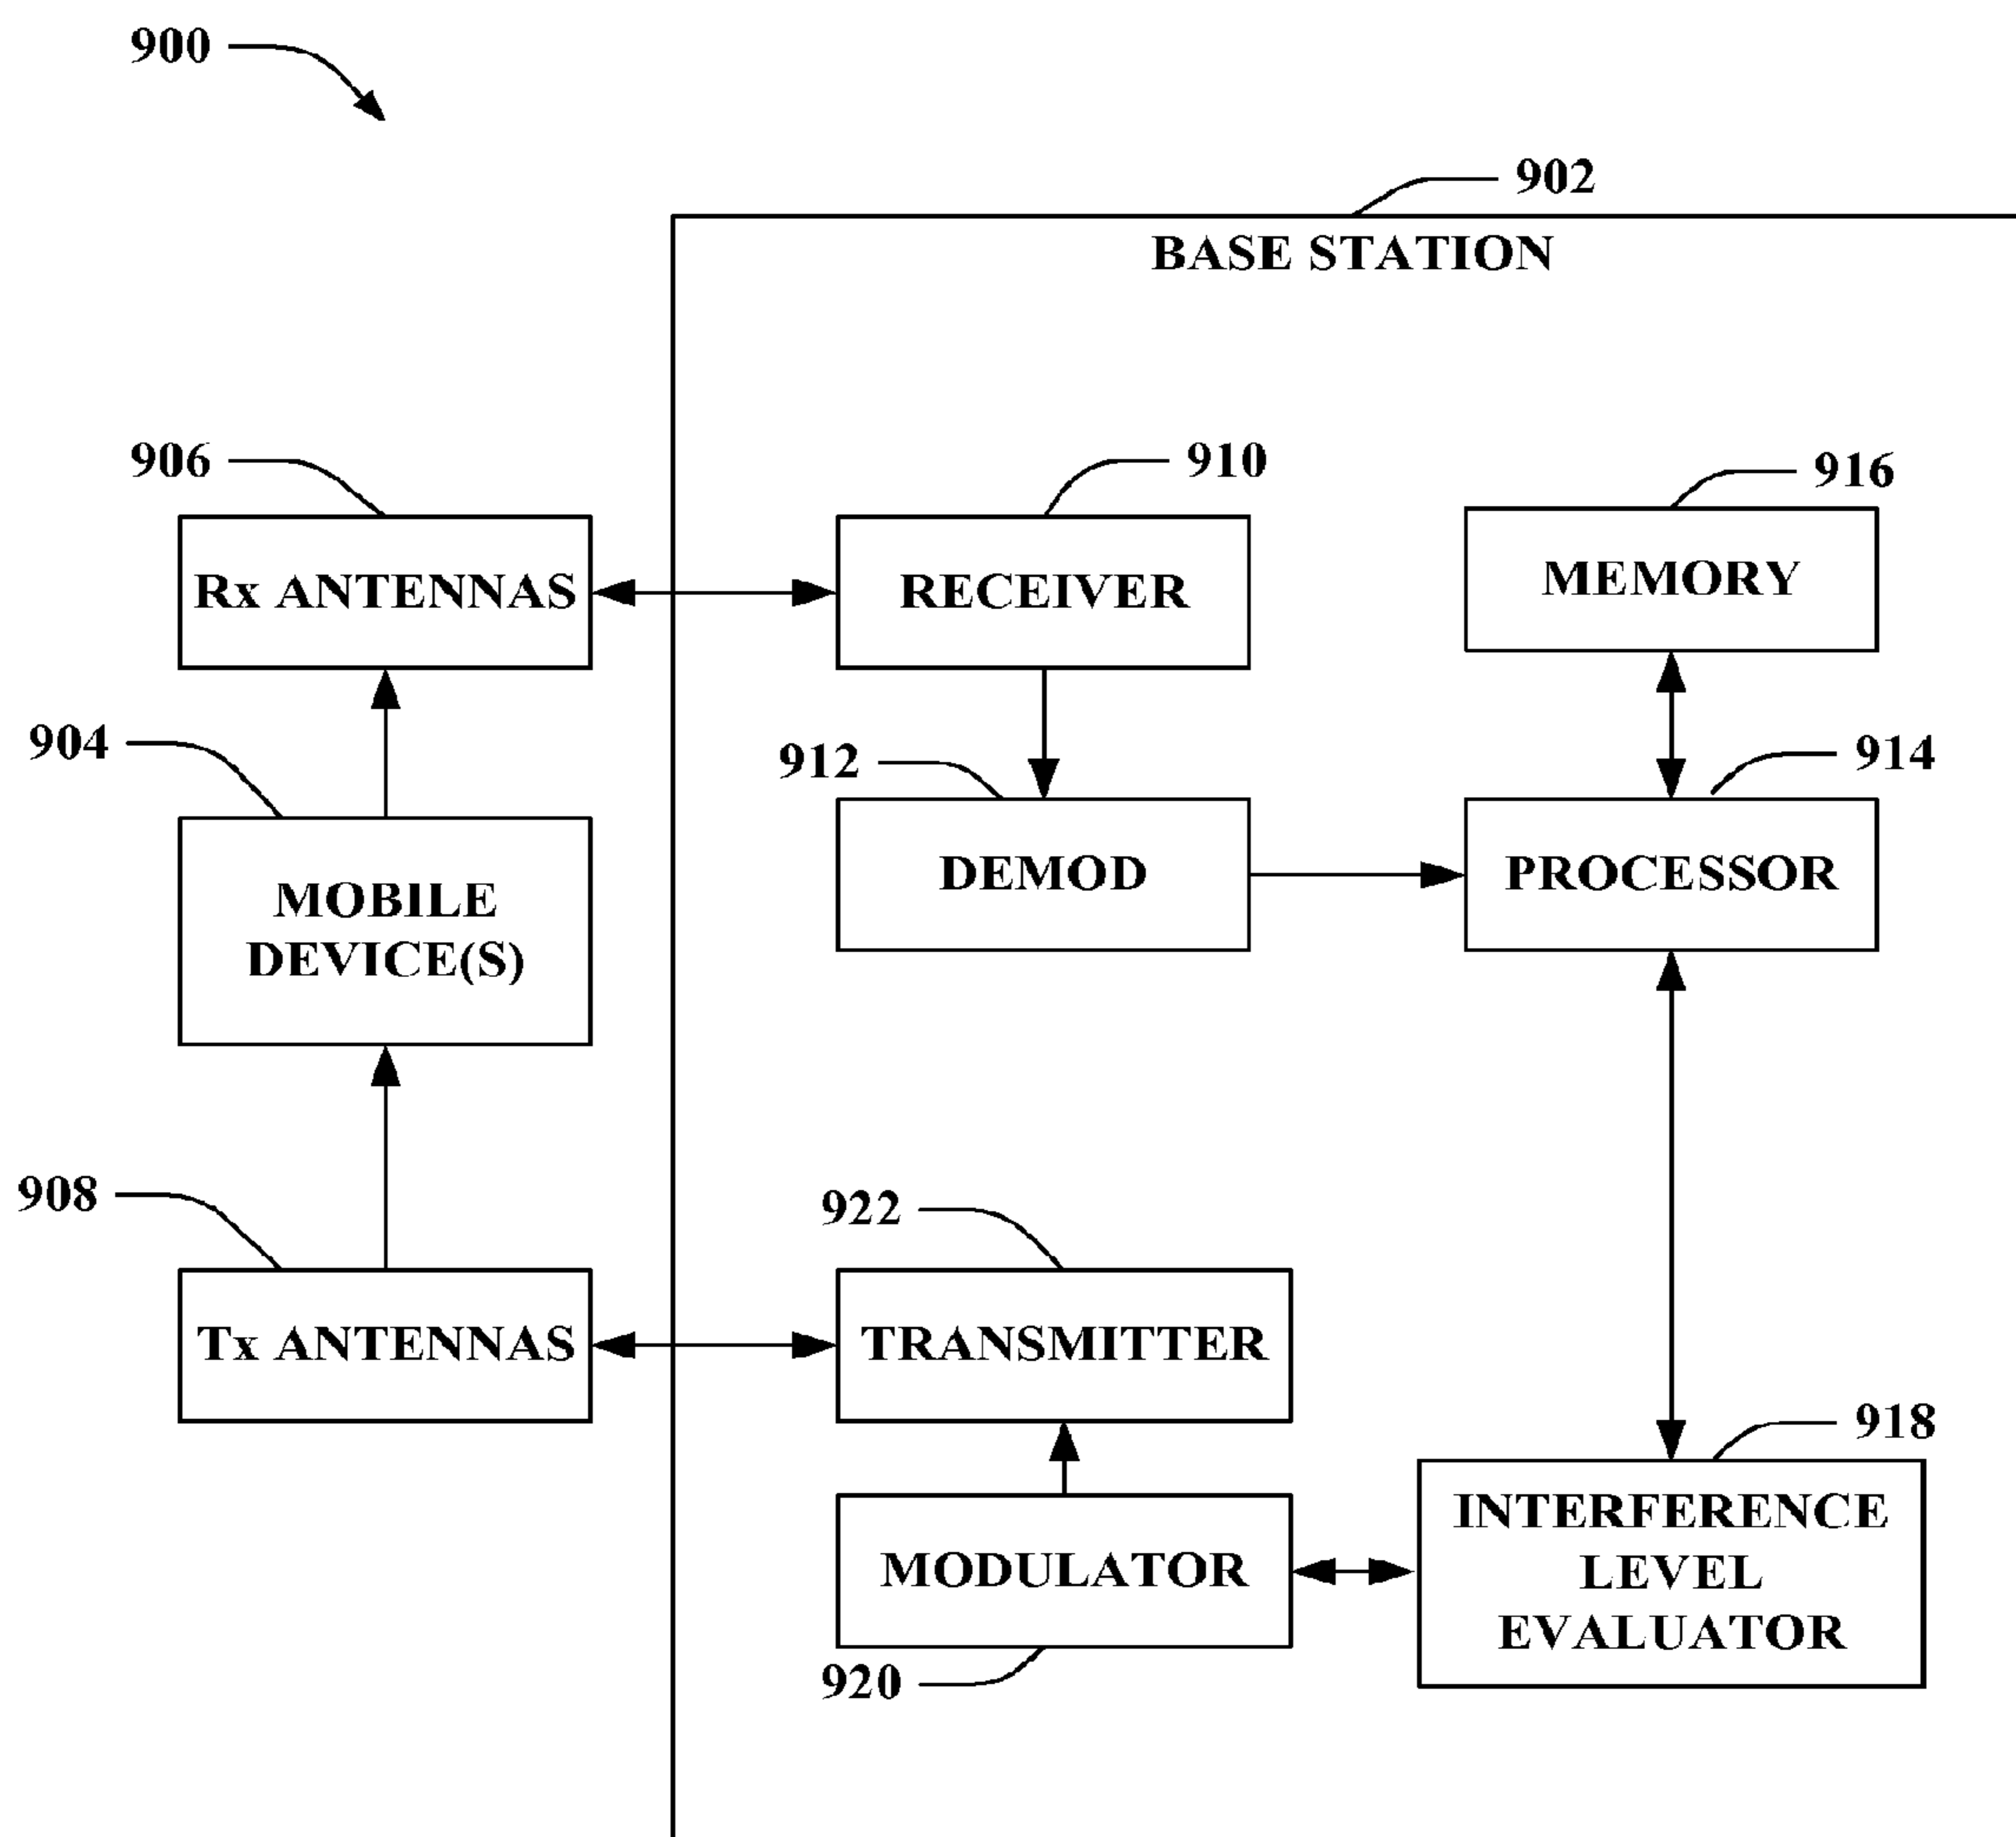 900
902
BASE STATION
906
910
916
Rx ANTENNAS
RECEIVER
MEMORY
904
912
914
MOBILE
DEVICE(S)
DEMOD
PROCESSOR
908
922
Tx ANTENNAS
TRANSMITTER
918
MODULATOR
INTERFERENCE
LEVEL
EVALUATOR
920